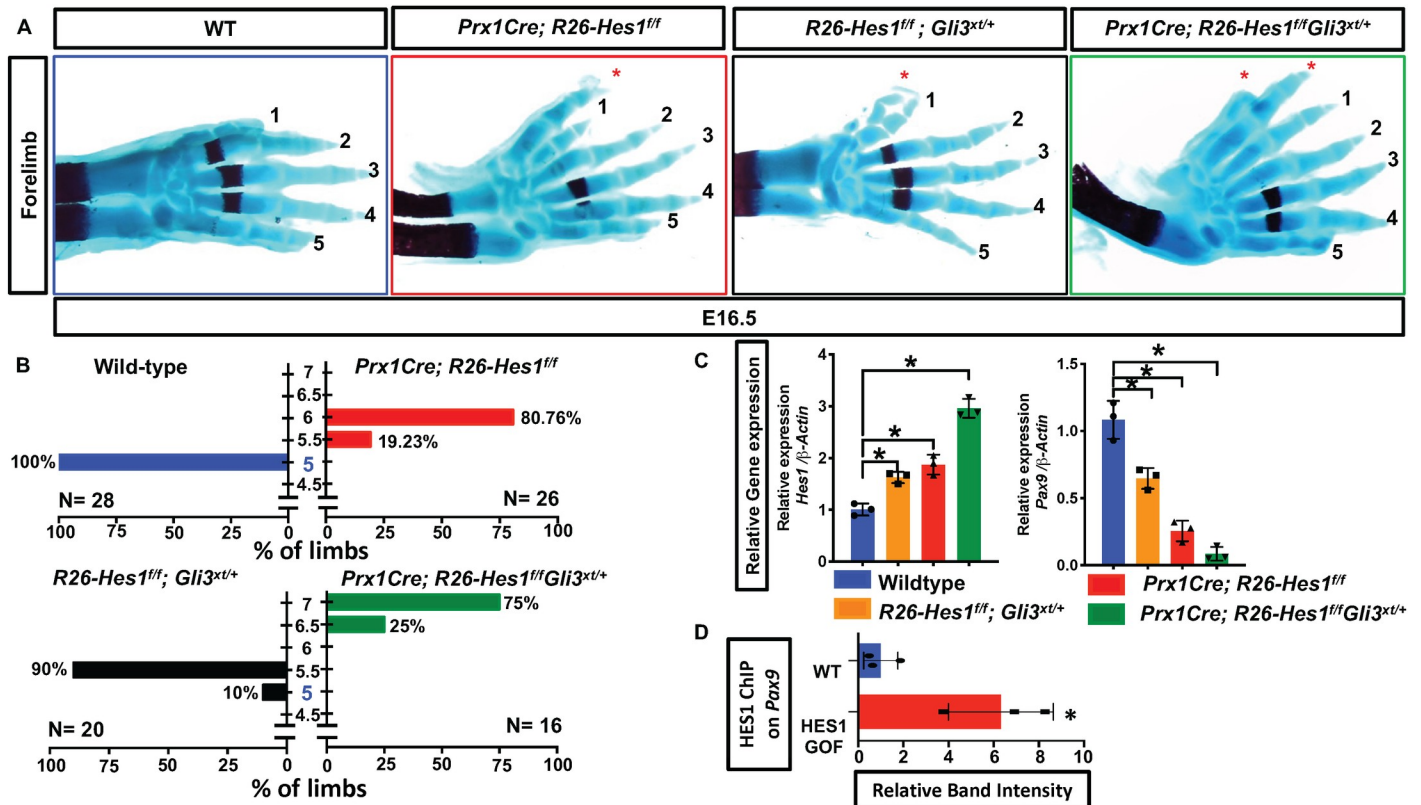 A
WT
Prx1Cre; R26-Hes1f/f
R26-Hes1f/f ; Gli3xt/+
Prx1Cre; R26-Hes1f/fGli3xt/+
Forelimb
1
2
3
4
5
*
1
2
3
4
5
*
1
2
3
4
5
* *
1
2
3
4
5
E16.5
B
Wild-type
Prx1Cre; R26-Hes1f/f
7
6.5
6
5.5
5
4.5
100%
80.76%
19.23%
N= 28
N= 26
100 75 50 25 0
0 25 50 75 100
% of limbs
R26-Hes1f/f; Gli3xt/+
Prx1Cre; R26-Hes1f/fGli3xt/+
7
6.5
6
5.5
5
4.5
90%
10%
75%
25%
N= 20
N= 16
100 75 50 25 0
0 25 50 75 100
% of limbs
C
Relative Gene expression
Relative expression
Hes1 /β-Actin
4
3
2
1
0
* * *
Relative expression
Pax9 /β-Actin
1.5
1.0
0.5
0.0
* * *
Wildtype
R26-Hes1f/f; Gli3xt/+
Prx1Cre; R26-Hes1f/f
Prx1Cre; R26-Hes1f/fGli3xt/+
D
HES1 ChIP
on Pax9
WT
HES1
GOF
*
0 2 4 6 8 10
Relative Band Intensity